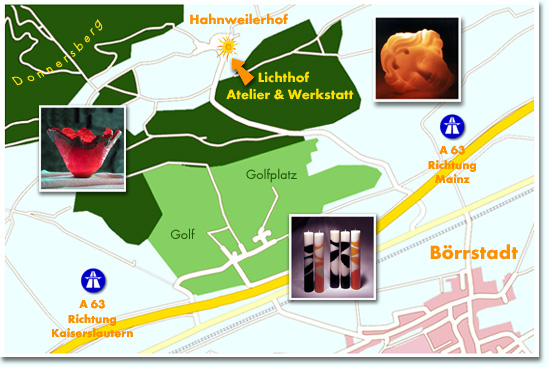 Hahnweilerhof
Donnersberg
Lichthof
Atelier & Werkstatt
A 63
Richtung
Mainz
Golfplatz
Golf
Börrstadt
A 63
Richtung
Kaiserslautern